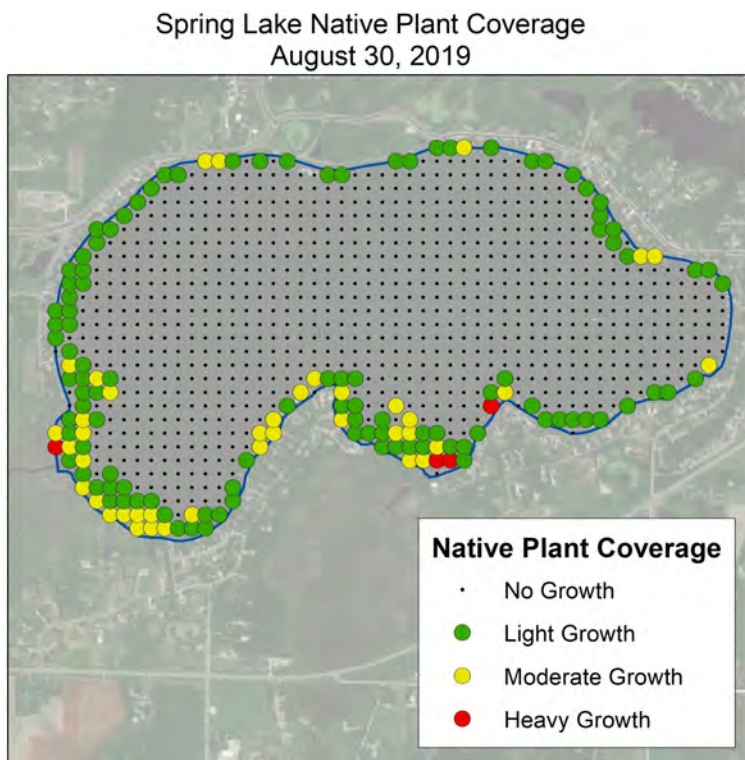 Spring Lake Native Plant Coverage
August 30, 2019
Native Plant Coverage
No Growth
Light Growth
Moderate Growth
Heavy Growth